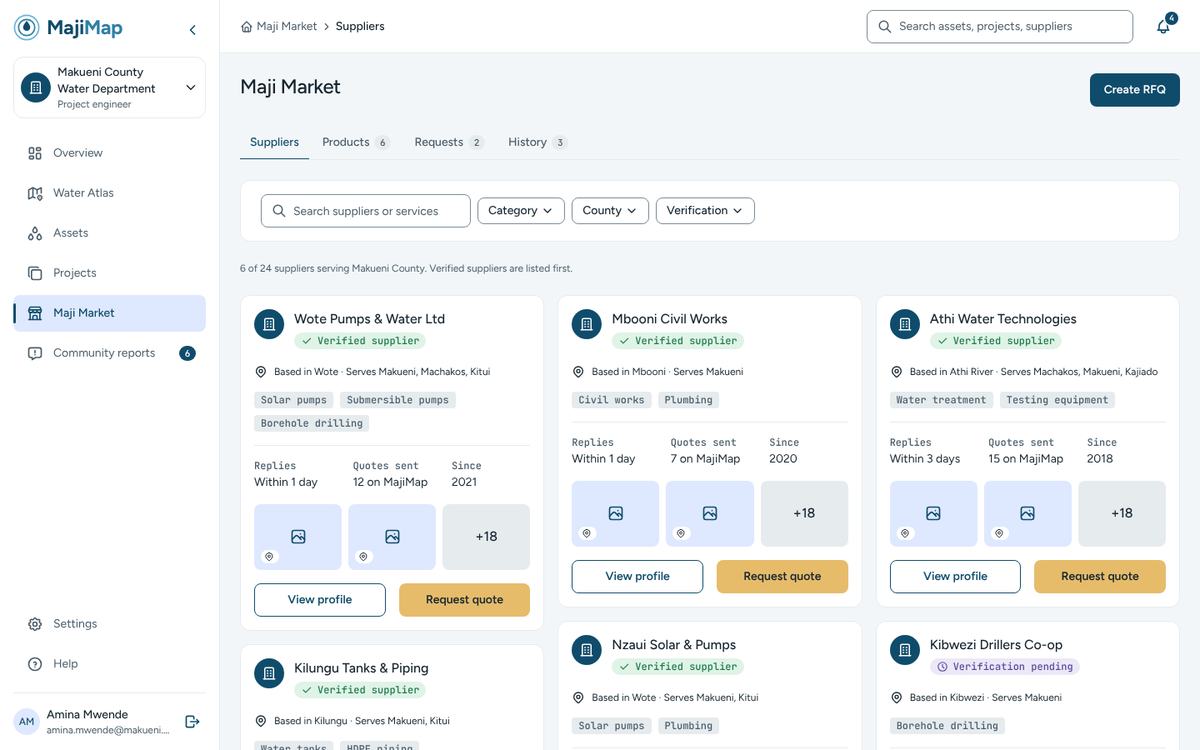 MajiMap
Makueni County
Water Department
Project engineer
Overview
Water Atlas
Assets
Projects
Maji Market
Community reports 6
Settings
Help
AM
Amina Mwende
amina.mwende@makueni....
Maji Market > Suppliers
Search assets, projects, suppliers
4
Maji Market
Create RFQ
Suppliers Products 6 Requests 2 History 3
Search suppliers or services
Category County Verification
6 of 24 suppliers serving Makueni County. Verified suppliers are listed first.
Wote Pumps & Water Ltd
Verified supplier
Based in Wote · Serves Makueni, Machakos, Kitui
Solar pumps Submersible pumps
Borehole drilling
Replies Quotes sent Since
Within 1 day 12 on MajiMap 2021
+18
View profile Request quote
Mbooni Civil Works
Verified supplier
Based in Mbooni · Serves Makueni
Civil works Plumbing
Replies Quotes sent Since
Within 1 day 7 on MajiMap 2020
+18
View profile Request quote
Athi Water Technologies
Verified supplier
Based in Athi River · Serves Machakos, Makueni, Kajiado
Water treatment Testing equipment
Replies Quotes sent Since
Within 3 days 15 on MajiMap 2018
+18
View profile Request quote
Kilungu Tanks & Piping
Verified supplier
Based in Kilungu · Serves Makueni, Kitui
Water tanks HDPE piping
Nzaui Solar & Pumps
Verified supplier
Based in Wote · Serves Makueni, Kitui
Solar pumps Plumbing
Kibwezi Drillers Co-op
Verification pending
Based in Kibwezi · Serves Makueni
Borehole drilling